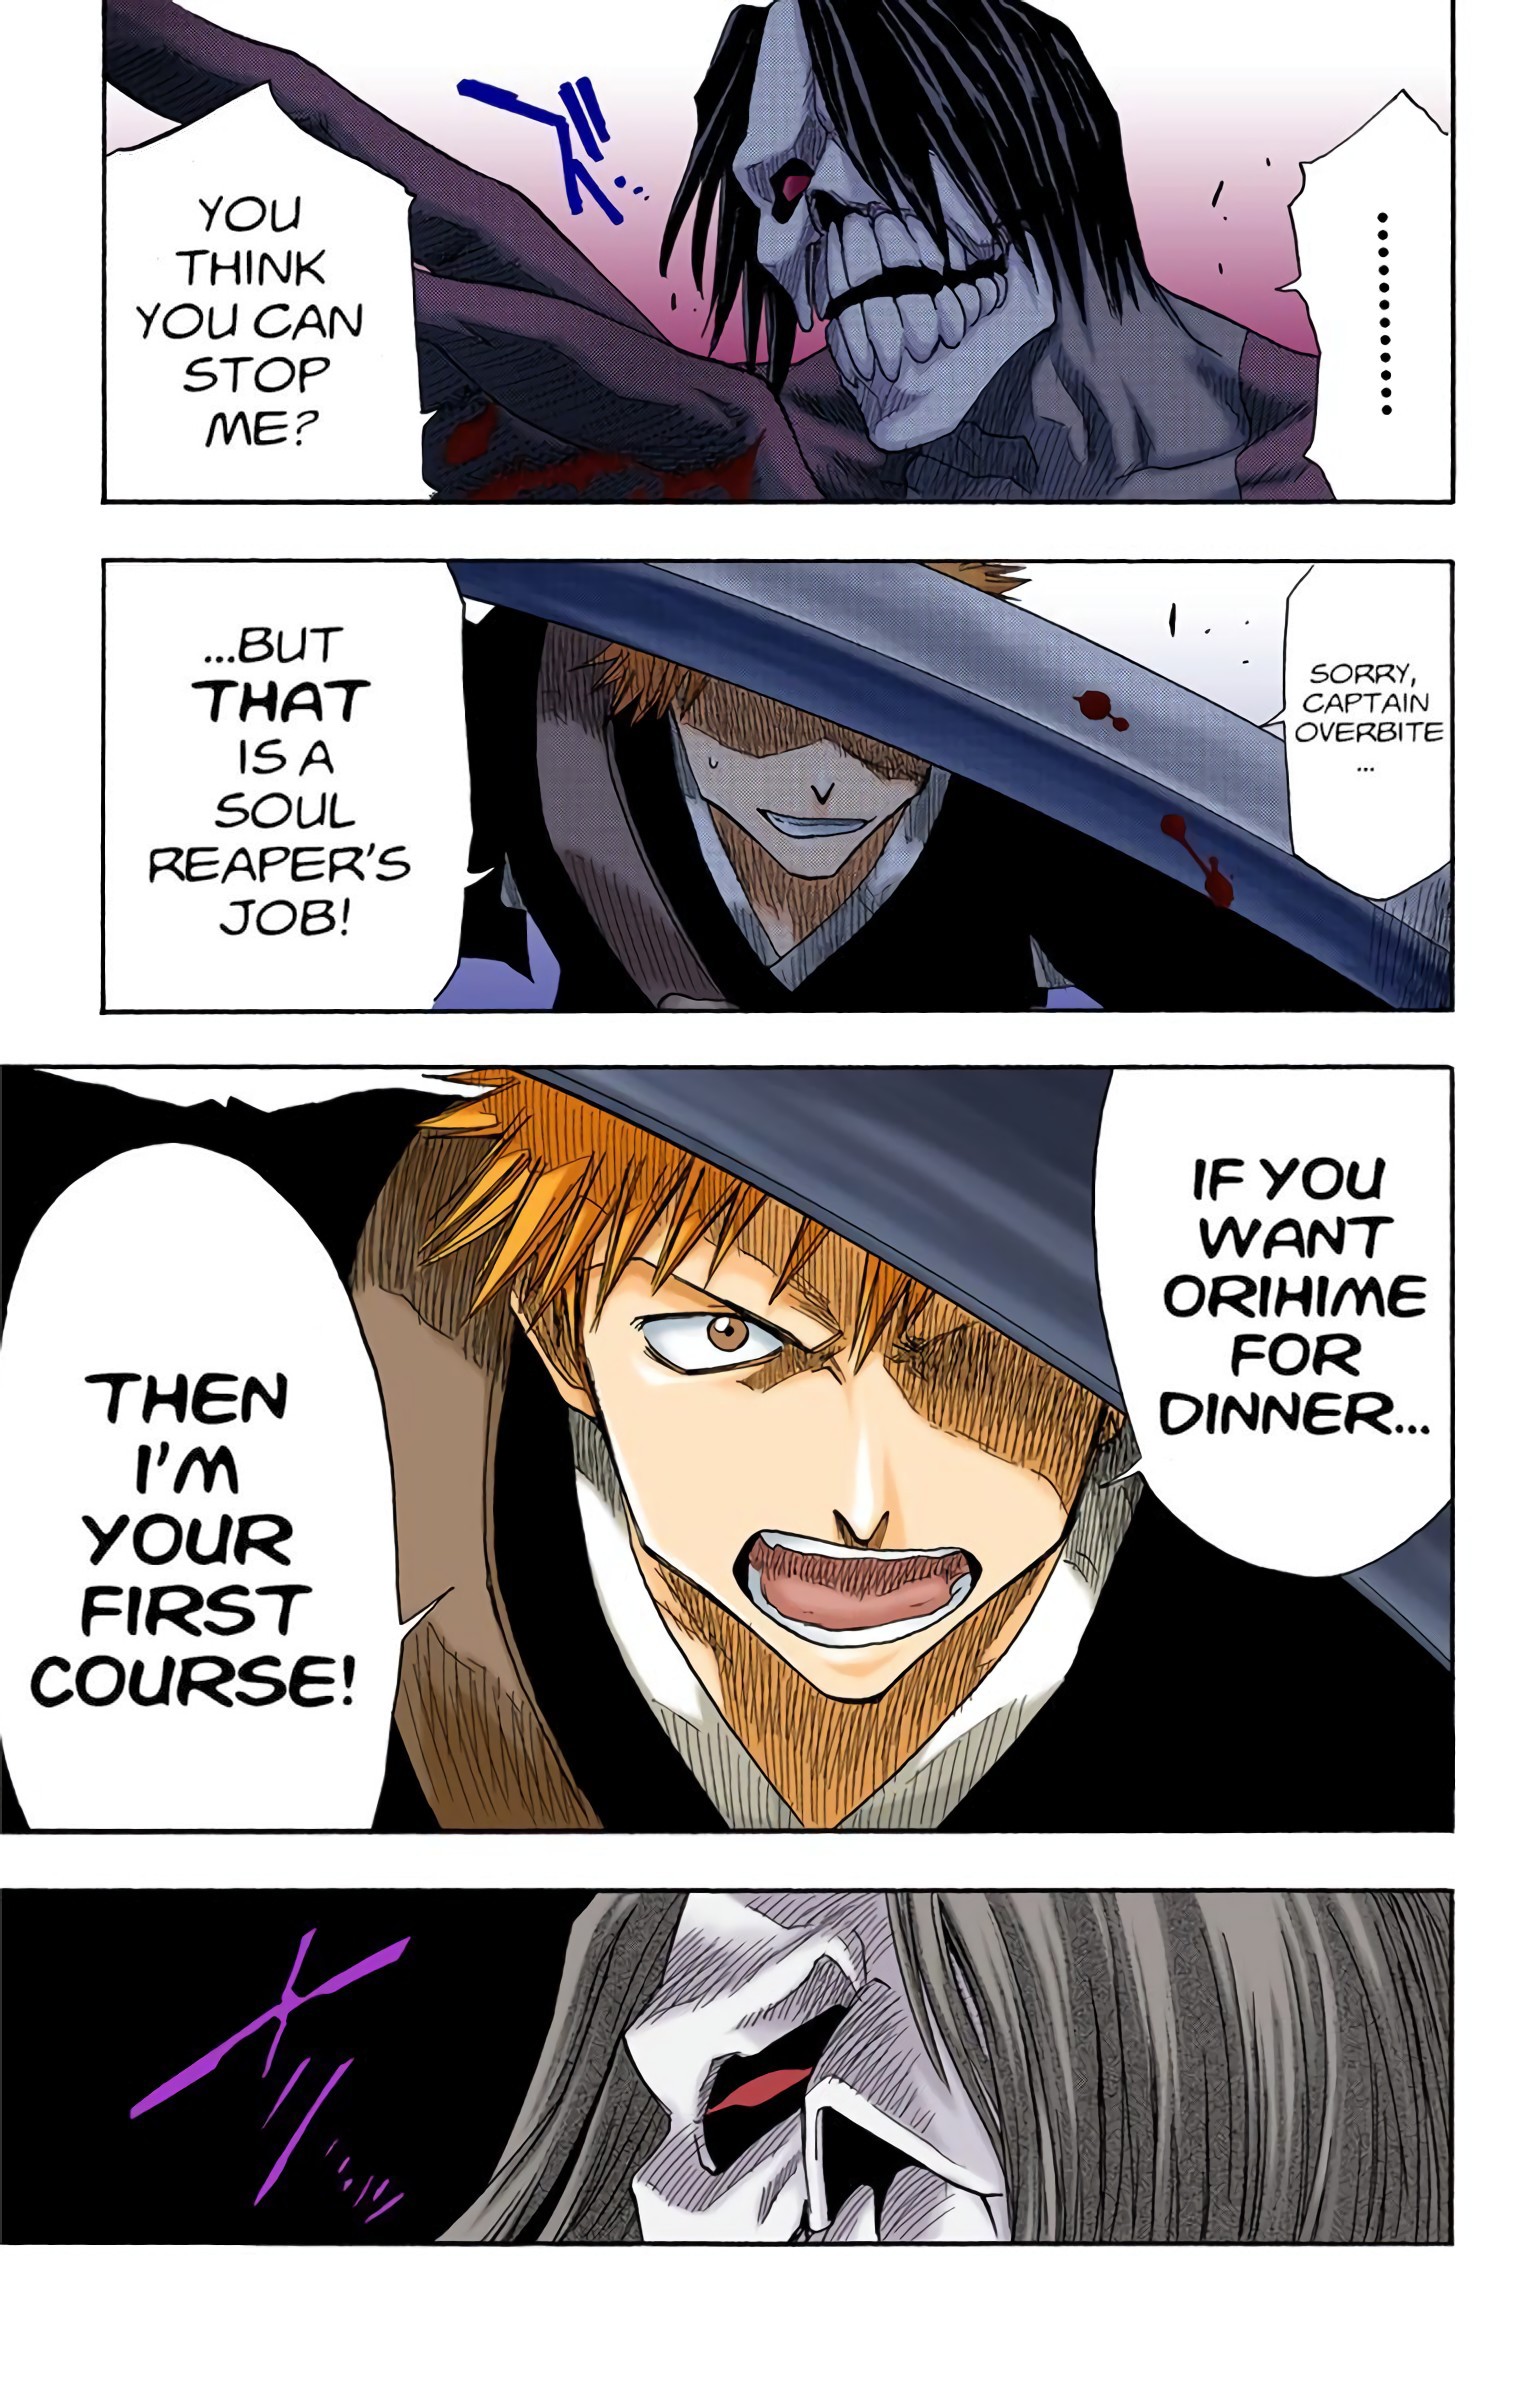 .........
YOU
THINK
YOU CAN
STOP
ME?
SORRY,
CAPTAIN
OVERBITE
...
...BUT
THAT
IS A
SOUL
REAPER'S
JOB!
IF YOU
WANT
ORIHIME
FOR
DINNER...
THEN
I'M
YOUR
FIRST
COURSE!